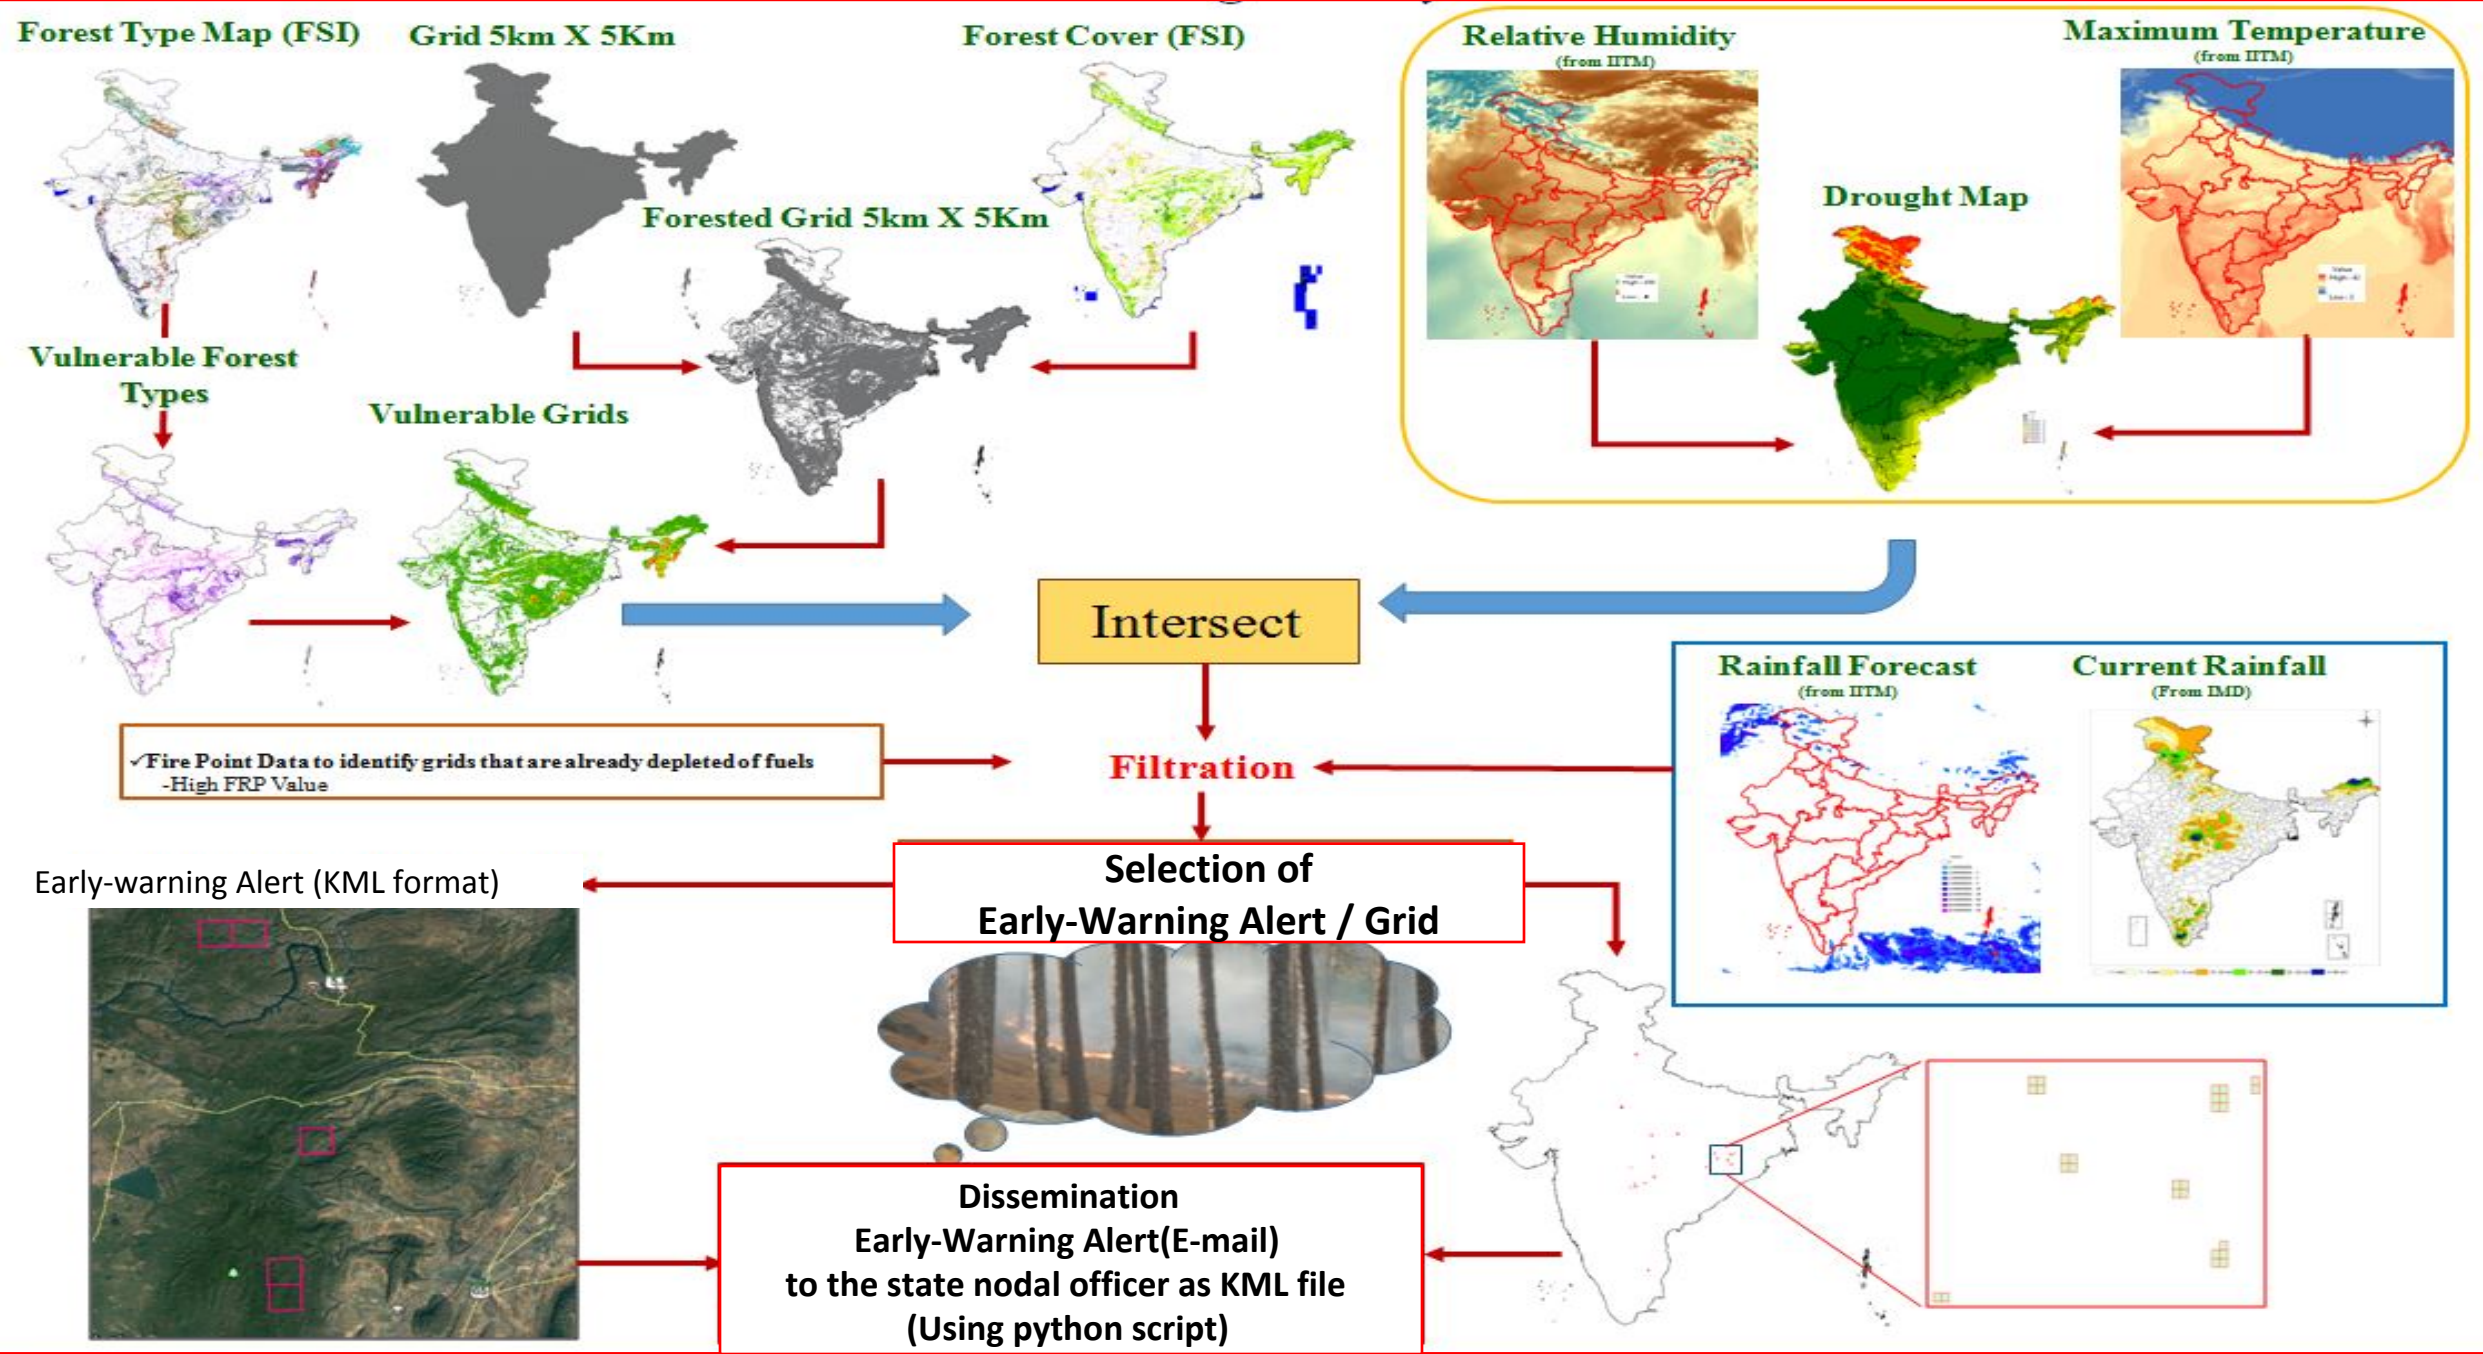 Forest Type Map (FSI)
Grid 5km X 5Km
Forest Cover (FSI)
Relative Humidity
(from IITM)
Maximum Temperature
(from IITM)
Drought Map
Forested Grid 5km X 5Km
Vulnerable Forest
Types
Vulnerable Grids
Intersect
Rainfall Forecast
(from IITM)
Current Rainfall
(From IMD)
✓Fire Point Data to identify grids that are already depleted of fuels
-High FRP Value
Filtration
Selection of
Early-Warning Alert / Grid
Early-warning Alert (KML format)
Dissemination
Early-Warning Alert(E-mail)
to the state nodal officer as KML file
(Using python script)